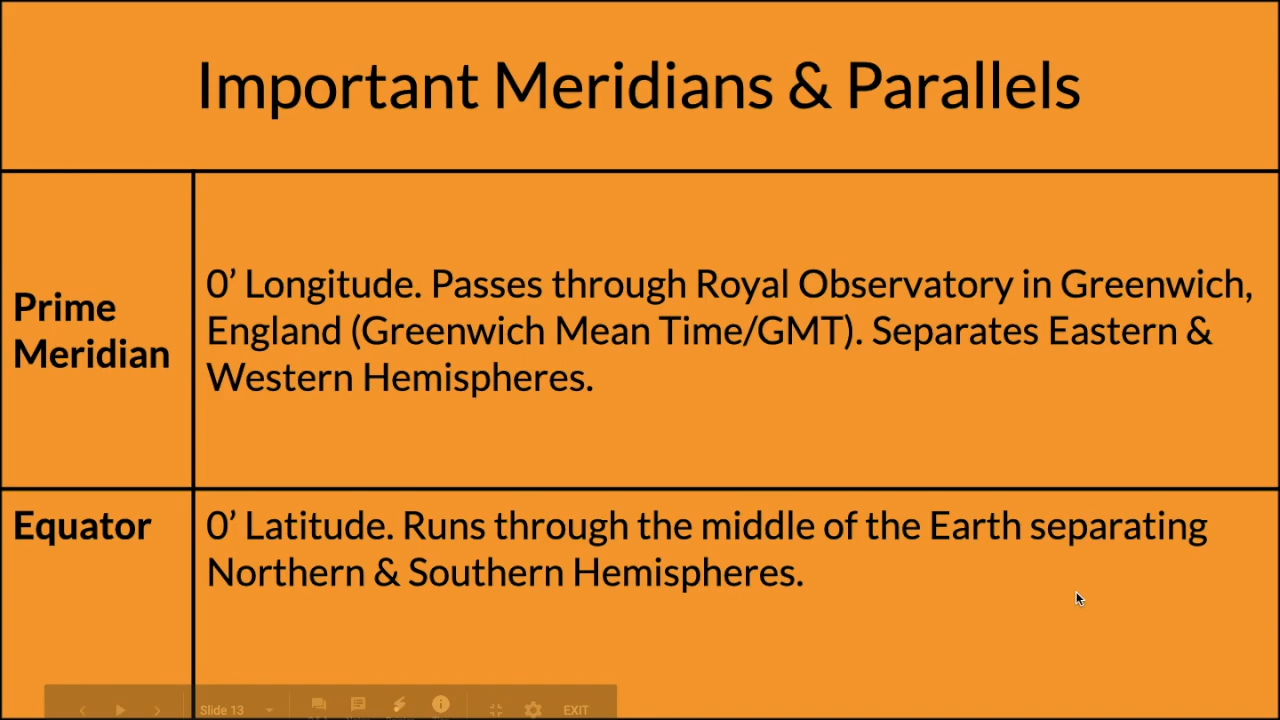 Important Meridians & Parallels
Prime
Meridian
0’ Longitude. Passes through Royal Observatory in Greenwich,
England (Greenwich Mean Time/GMT). Separates Eastern &
Western Hemispheres.
Equator
0’ Latitude. Runs through the middle of the Earth separating
Northern & Southern Hemispheres.
Slide 13
EXIT